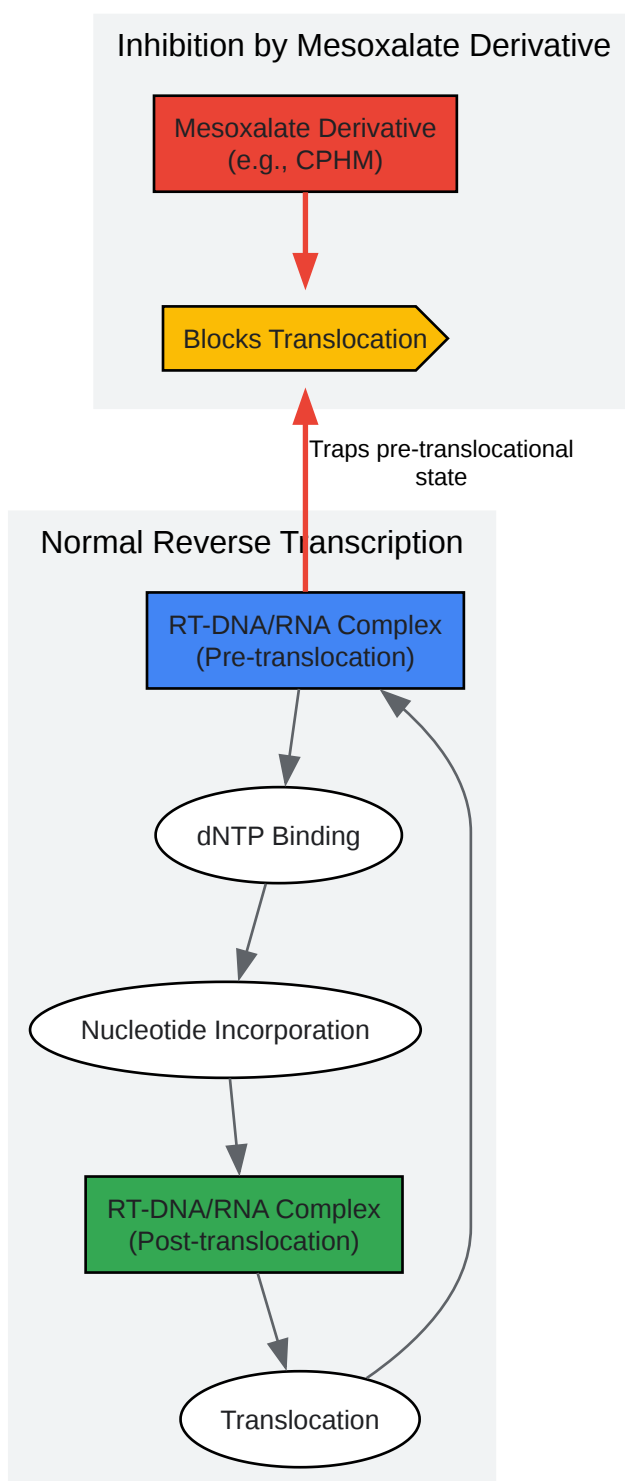 Inhibition by Mesoxalate Derivative
Mesoxalate Derivative
(e.g., CPHM)
Blocks Translocation
Traps pre-translocational
state
Normal Reverse Transcription
RT-DNA/RNA Complex
(Pre-translocation)
dNTP Binding
Nucleotide Incorporation
RT-DNA/RNA Complex
(Post-translocation)
Translocation